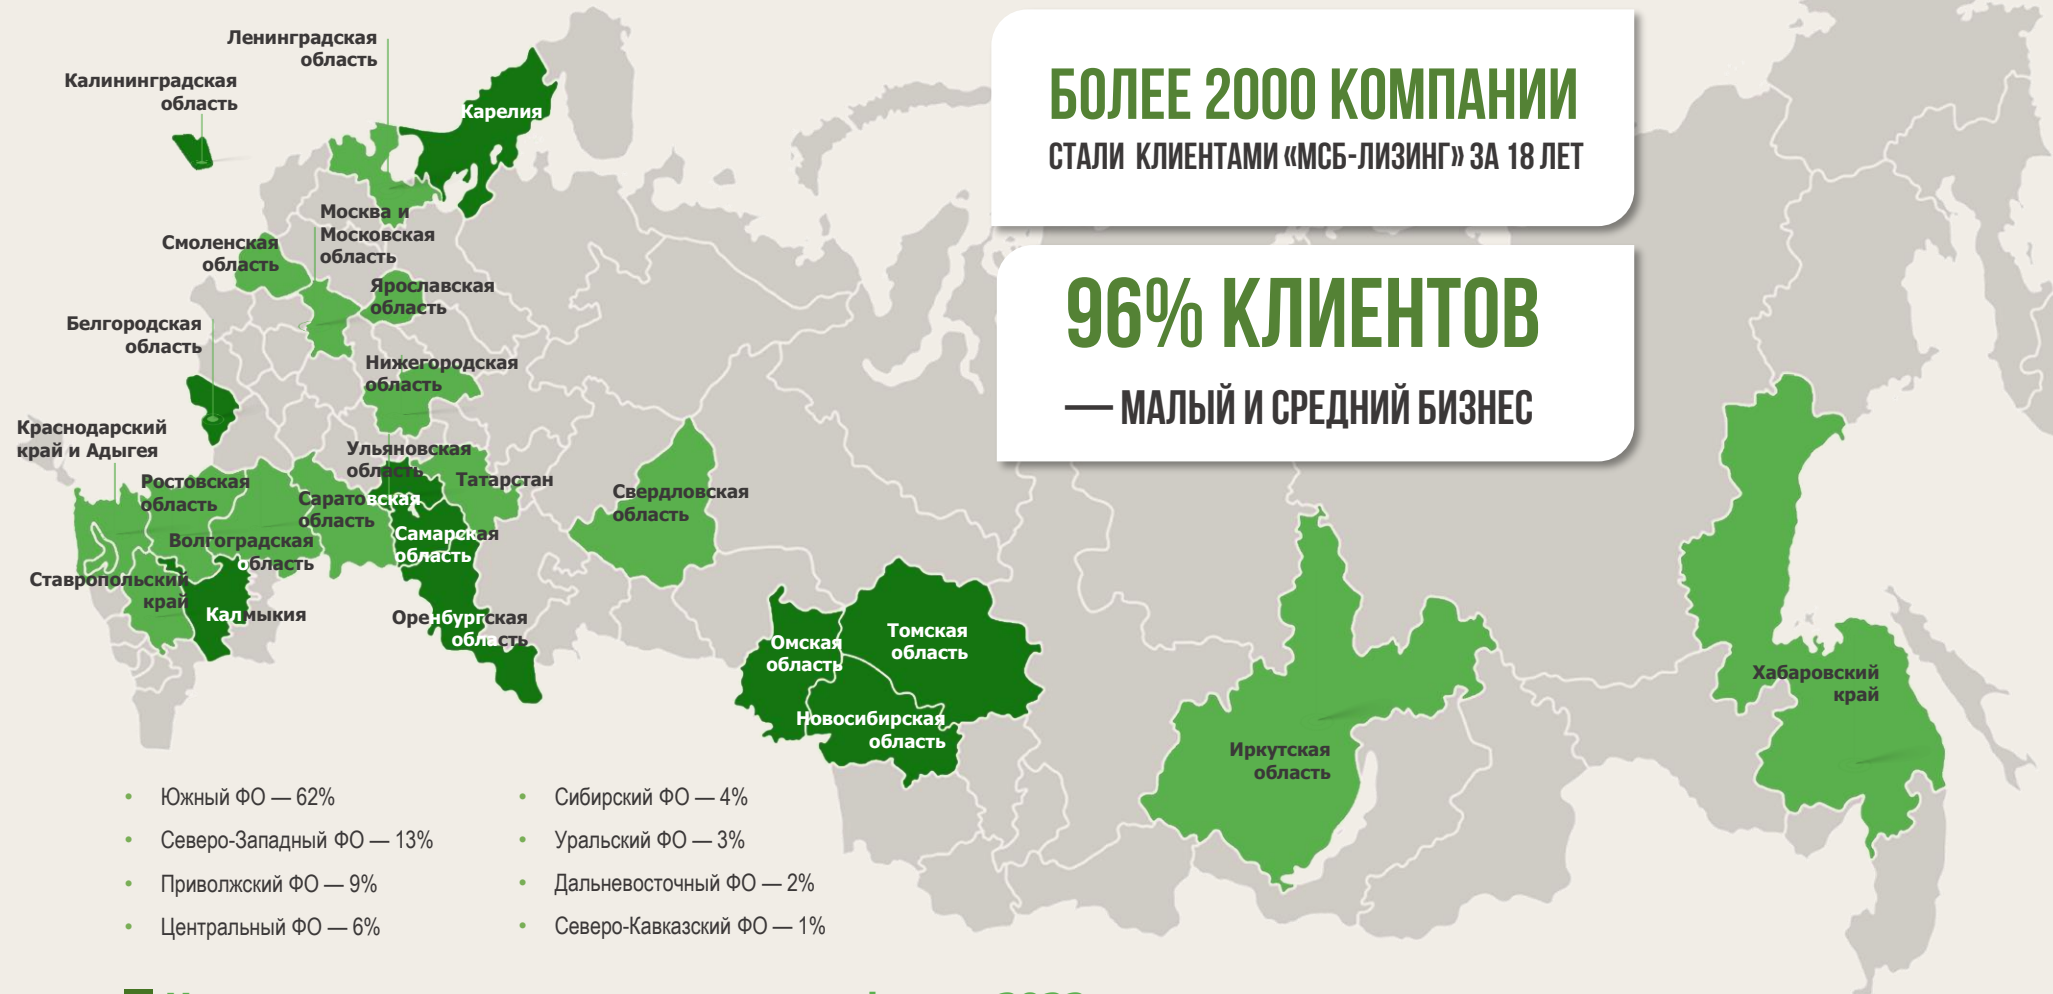 Ленинградская
область
Калининградская
область
Карелия
БОЛЕЕ 2000 КОМПАНИИ
СТАЛИ КЛИЕНТАМИ «МСБ-ЛИЗИНГ» ЗА 18 ЛЕТ
Москва и
Московская
область
Смоленская
область
Ярославская
область
96% КЛИЕНТОВ
— МАЛЫЙ И СРЕДНИЙ БИЗНЕС
Белгородская
область
Нижегородская
область
Краснодарский
край и Адыгея
Ульяновская
область
Татарстан
Ростовская
область
Саратовская
область
Свердловская
область
Самарская
область
Волгоградская
область
Ставропольский
край
Калмыкия
Оренбургская
область
Омская
область
Томская
область
Новосибирская
область
Иркутская
область
Хабаровский
край
• Южный ФО — 62%
• Северо-Западный ФО — 13%
• Приволжский ФО — 9%
• Центральный ФО — 6%
• Сибирский ФО — 4%
• Уральский ФО — 3%
• Дальневосточный ФО — 2%
• Северо-Кавказский ФО — 1%